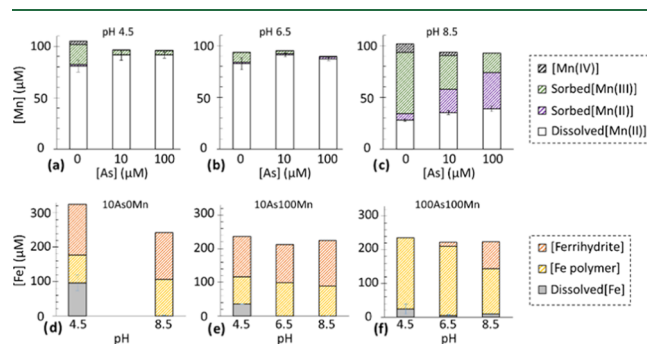 pH 4.5
pH 6.5
pH 8.5
[Mn] (µM)
100
50
0
(a)
0
10
100
[As] (µM)
100
50
0
(b)
0
10
100
[As] (µM)
100
50
0
(c)
0
10
100
[As] (µM)
[Mn(IV)]
Sorbed[Mn(III)]
Sorbed[Mn(II)]
Dissolved[Mn(II)]
10As0Mn
10As100Mn
100As100Mn
[Fe] (µM)
300
200
100
0
(d)
4.5
8.5
pH
300
200
100
0
(e)
4.5
6.5
8.5
pH
300
200
100
0
(f)
4.5
6.5
8.5
pH
[Ferrihydrite]
[Fe polymer]
Dissolved[Fe]